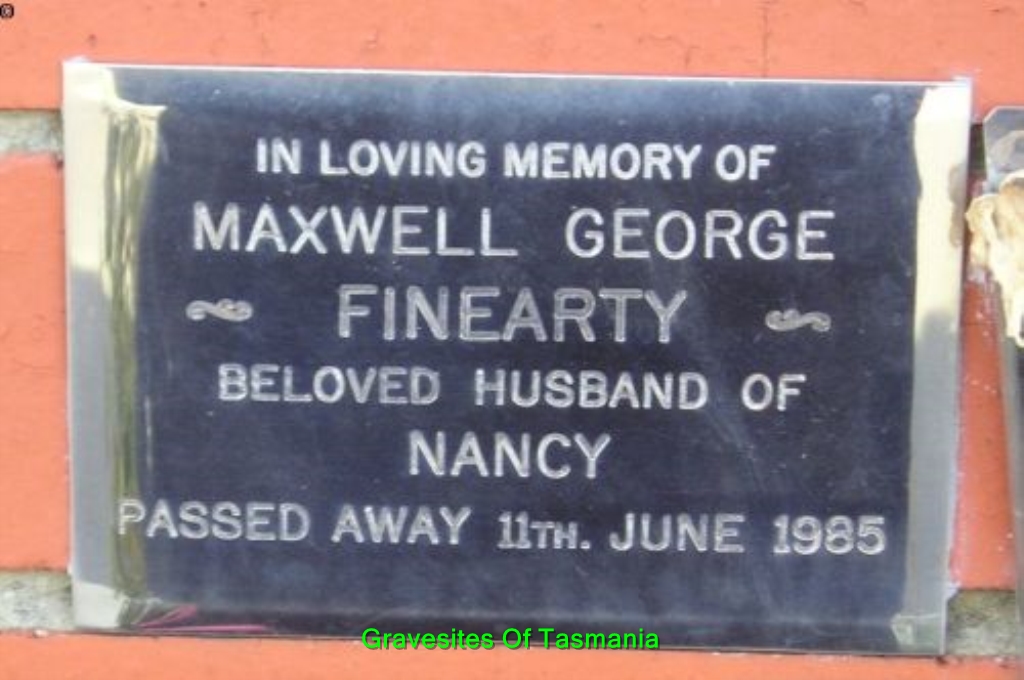 IN LOVING MEMORY OF
MAXWELL GEORGE
FINEARTY
BELOVED HUSBAND OF
NANCY
PASSED AWAY 11TH. JUNE 1985
Gravesites Of Tasmania